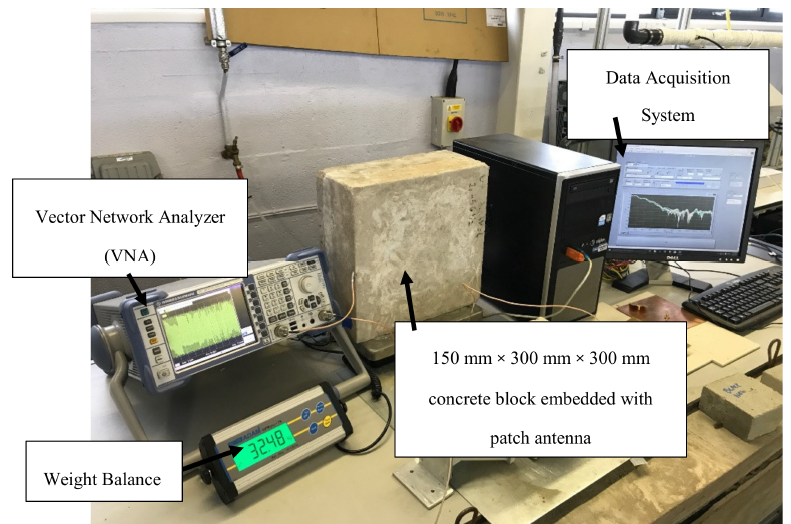 Data Acquisition
System
Vector Network Analyzer
(VNA)
150 mm × 300 mm × 300 mm
concrete block embedded with
patch antenna
3248
Weight Balance
DELL